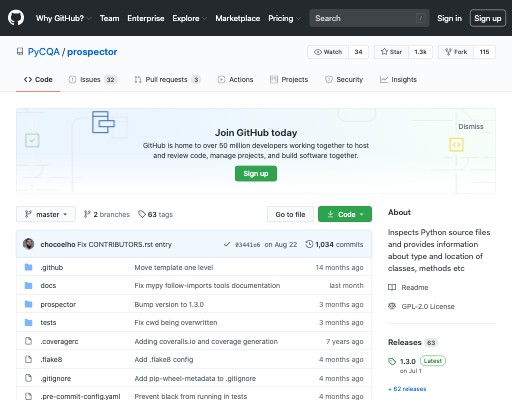 Why GitHub? Team Enterprise Explore Marketplace Pricing Search / Sign in Sign up
PyCQA / prospector Watch 34 Star 1.3k Fork 115
Code Issues 32 Pull requests 3 Actions Projects Security Insights
Dismiss
Join GitHub today
GitHub is home to over 50 million developers working together to host
and review code, manage projects, and build software together.
Sign up
master 2 branches 63 tags Go to file Code
chocoelho Fix CONTRIBUTORS.rst entry 03441e6 on Aug 22 1,034 commits
.github Move template one level 14 months ago
docs Fix mypy follow-imports tools documentation last month
prospector Bump version to 1.3.0 3 months ago
tests Fix cwd being overwritten 3 months ago
.coveragerc Adding coveralls.io and coverage generation 7 years ago
.flake8 Add .flake8 config 4 months ago
.gitignore Add pip-wheel-metadata to .gitignore 4 months ago
.pre-commit-config.yaml Prevent black from running in tests 4 months ago
About
Inspects Python source files
and provides information
about type and location of
classes, methods etc
Readme
GPL-2.0 License
Releases 63
1.3.0 Latest
on Jul 1
+ 62 releases